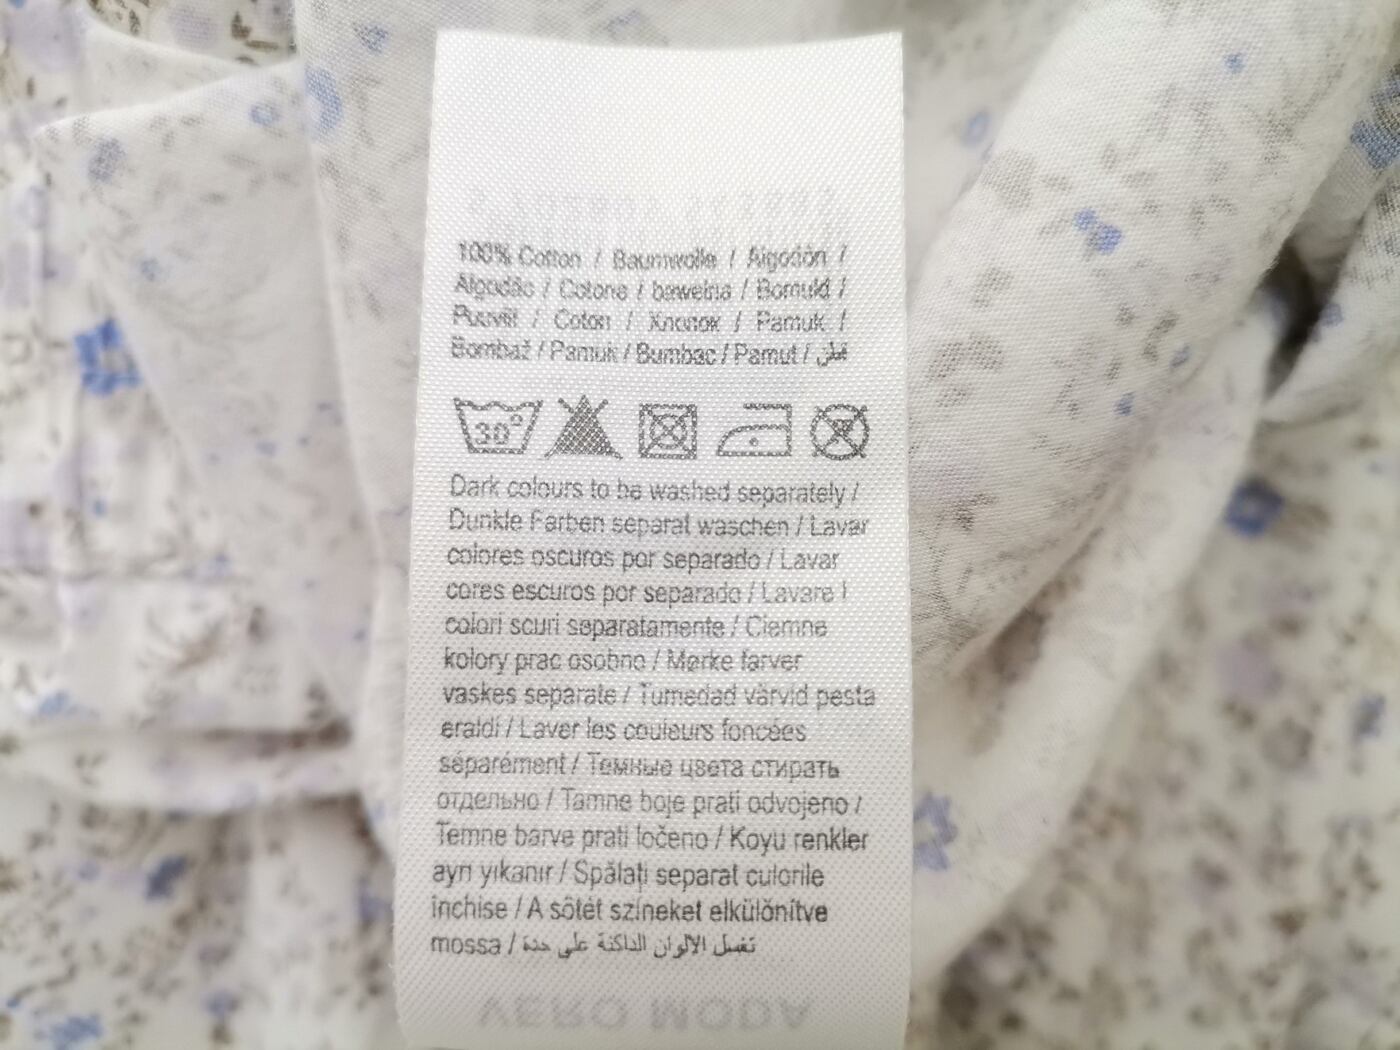 100% Cotton / Baumwolle / Algodón /
Algodão / Cotone / bawełna / Bomuld /
Puuvill / Coton / Хлопок / Pamuk /
Bombaž / Pamuk / Bumbac / Pamut / قطن
30°
Dark colours to be washed separately /
Dunkle Farben separat waschen / Lavar
colores oscuros por separado / Lavar
cores escuros por separado / Lavare i
colori scuri separatamente / Ciemne
kolory prac osobno / Mørke farver
vaskes separate / Tumedad värvid pesta
eraldi / Laver les couleurs foncées
séparément / Темные цвета стирать
отдельно / Tamne boje prati odvojeno /
Temne barve prati ločeno / Koyu renkler
ayrı yıkanır / Spălaţi separat culorile
închise / A sötét színeket elkülönítve
mossa / تغسل الالوان الداكنة على حدة
VERO MODA